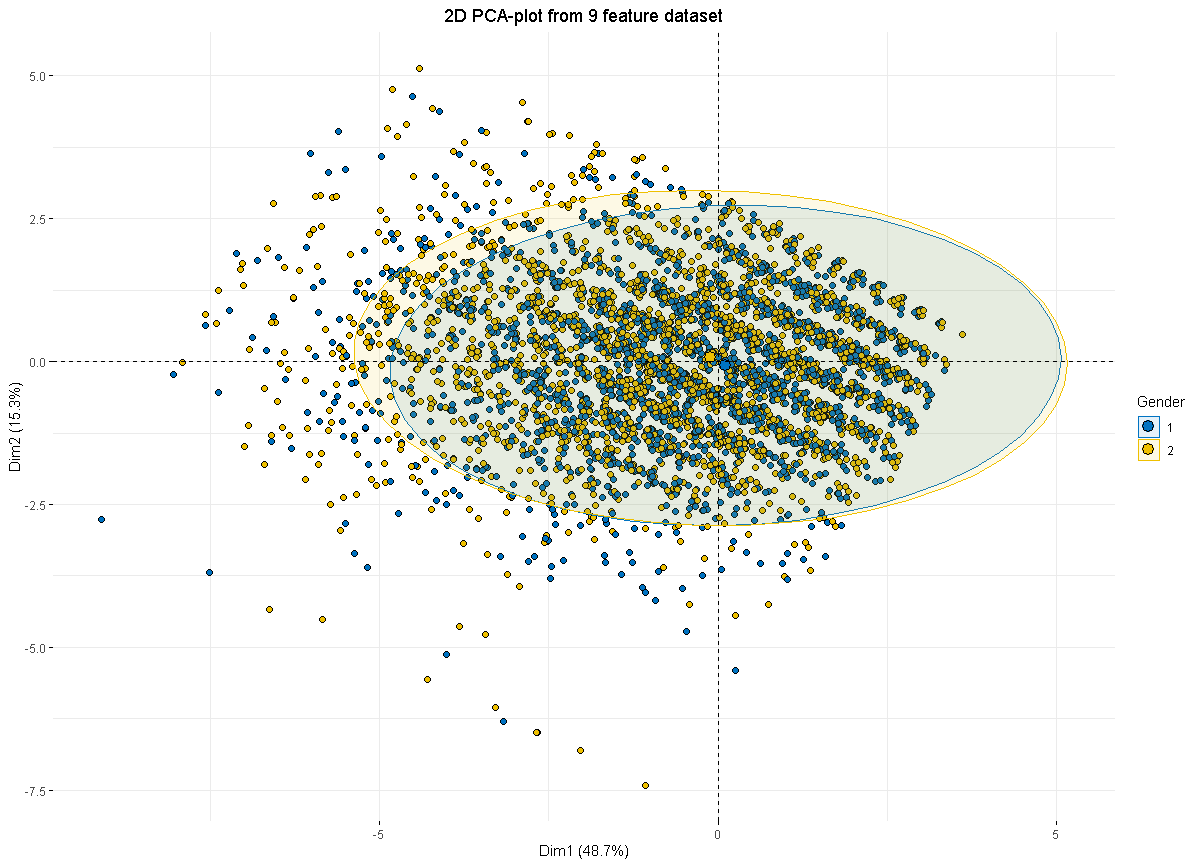 2D PCA-plot from 9 feature dataset
5.0
2.5
0.0
-2.5
-5.0
-7.5
Dim2 (15.3%)
-5
0
5
Dim1 (48.7%)
Gender
1
2